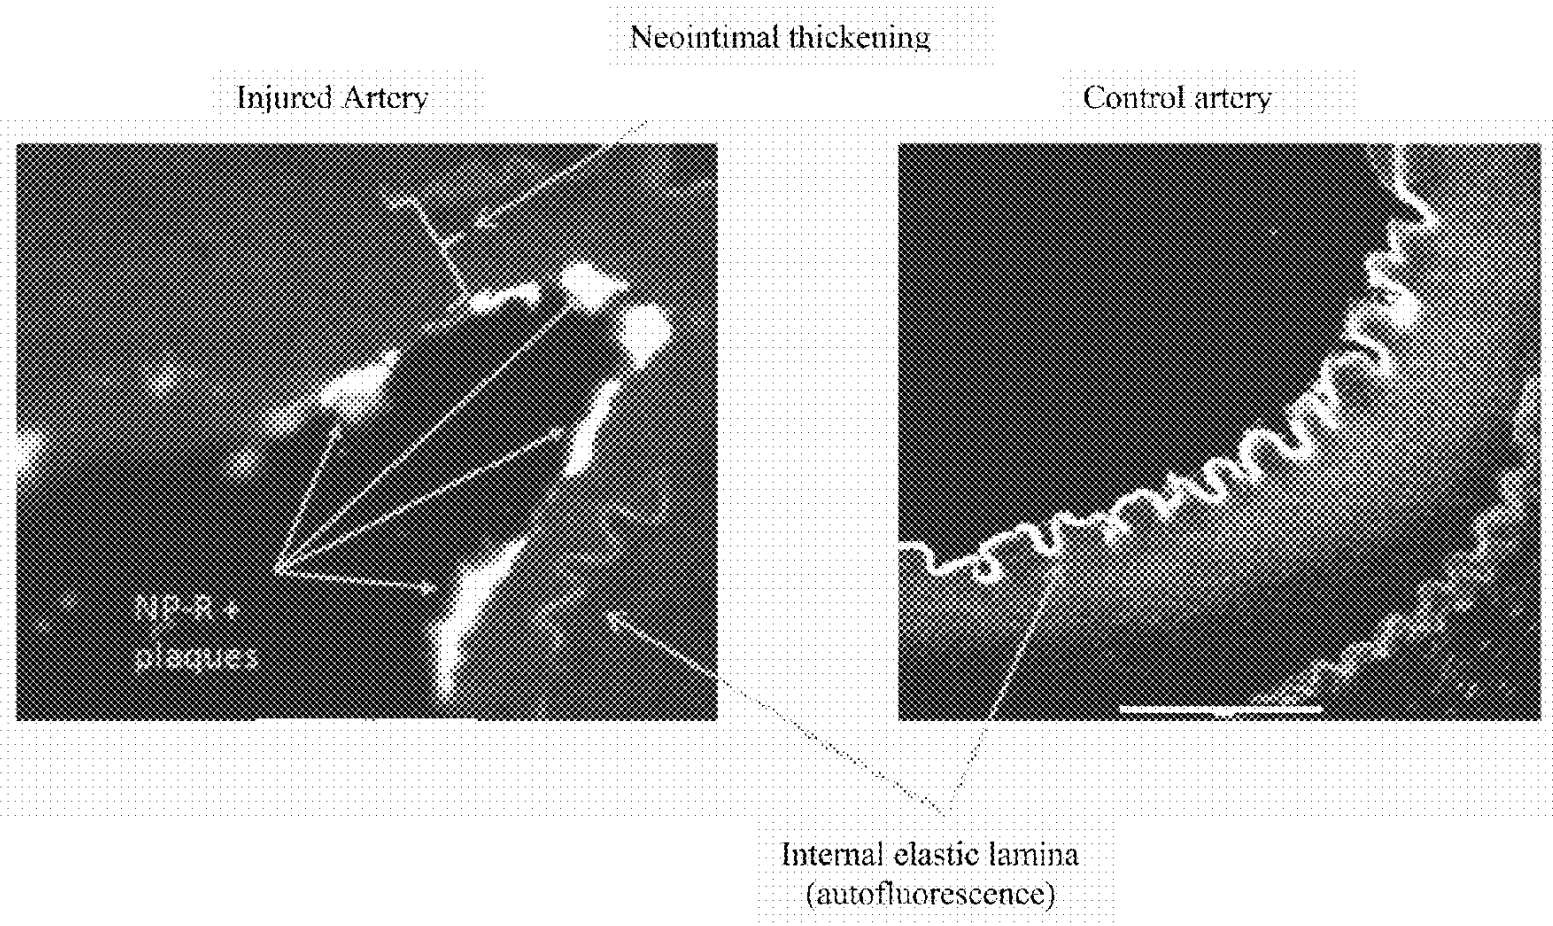 Neointimal thickening
Injured Artery
Control artery
NP-R +
plaques
Internal elastic lamina
(autofluorescence)